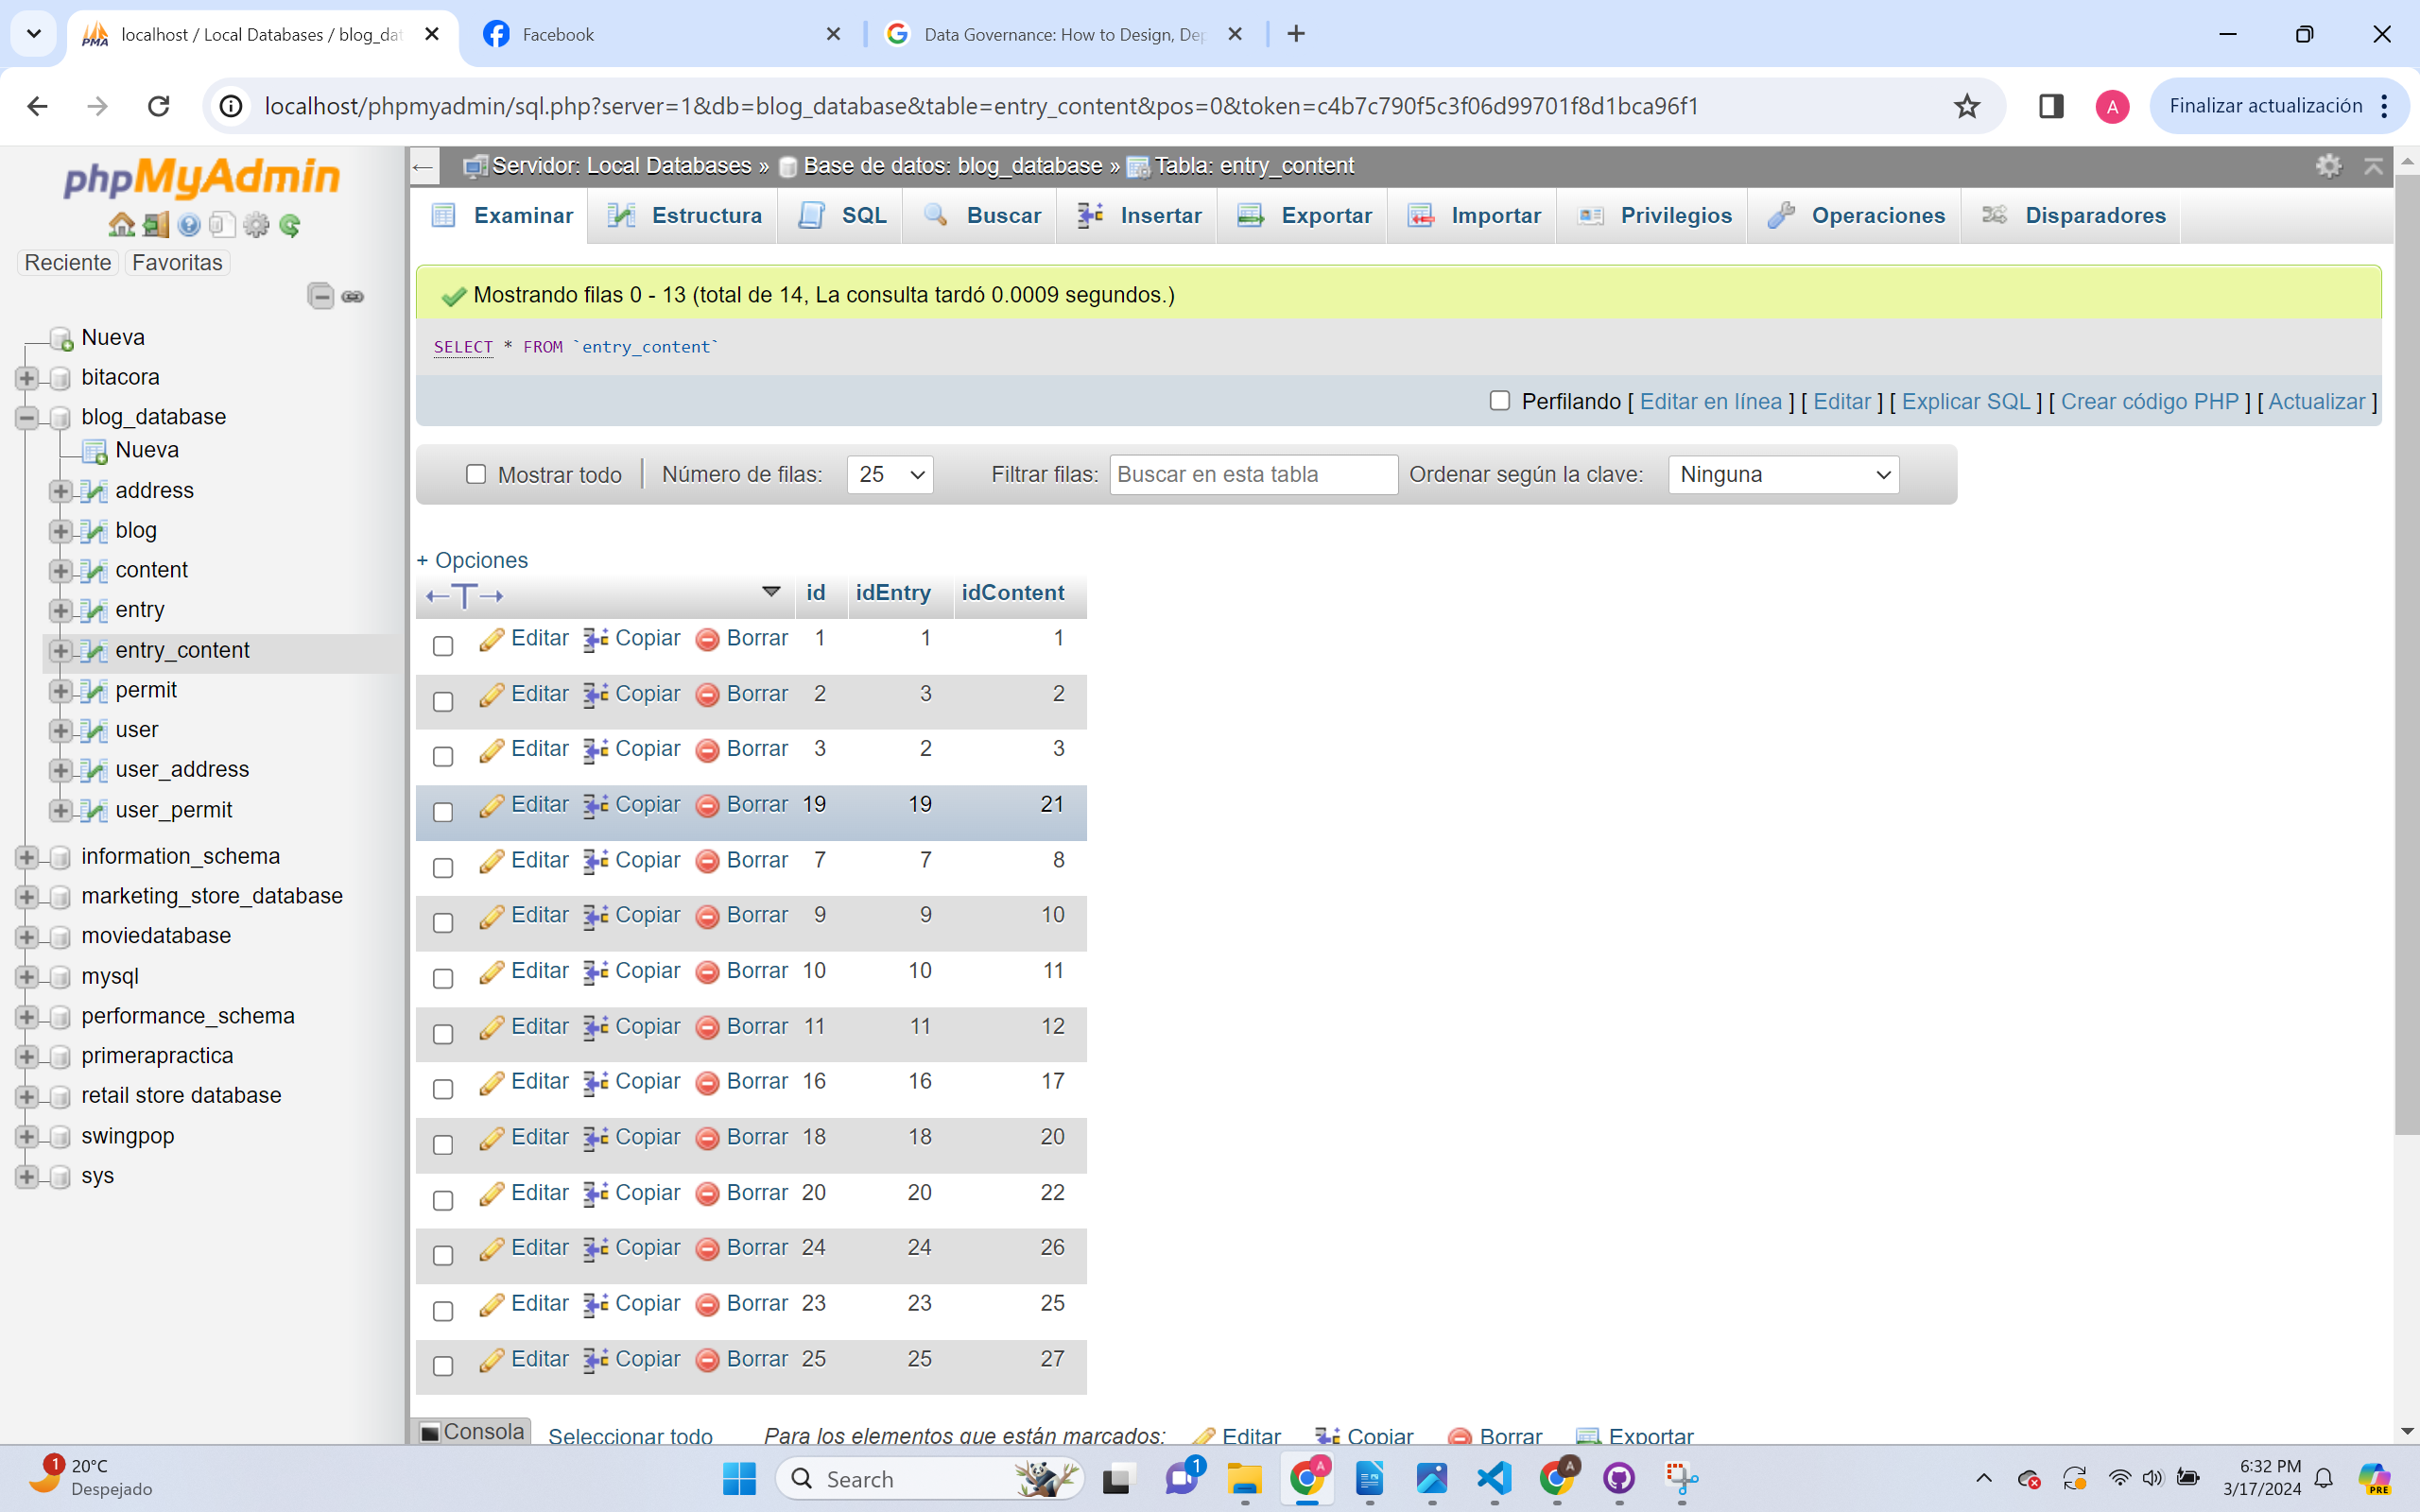 localhost / Local Databases / blog_dat
Facebook
Data Governance: How to Design, Dep
localhost/phpmyadmin/sql.php?server=1&db=blog_database&table=entry_content&pos=0&token=c4b7c790f5c3f06d99701f8d1bca96f1
A
Finalizar actualización
phpMyAdmin
Reciente
Favoritas
Nueva
bitacora
blog_database
Nueva
address
blog
content
entry
entry_content
permit
user
user_address
user_permit
information_schema
marketing_store_database
moviedatabase
mysql
performance_schema
primerapractica
retail store database
swingpop
sys
Servidor: Local Databases » Base de datos: blog_database » Tabla: entry_content
Examinar Estructura SQL Buscar Insertar Exportar Importar Privilegios Operaciones Disparadores
Mostrando filas 0 - 13 (total de 14, La consulta tardó 0.0009 segundos.)
SELECT * FROM `entry_content`
Perfilando [ Editar en línea ] [ Editar ] [ Explicar SQL ] [ Crear código PHP ] [ Actualizar ]
Mostrar todo Número de filas: 25 Filtrar filas: Buscar en esta tabla Ordenar según la clave: Ninguna
+ Opciones
←T→ id idEntry idContent
Editar Copiar Borrar 1 1 1
Editar Copiar Borrar 2 3 2
Editar Copiar Borrar 3 2 3
Editar Copiar Borrar 19 19 21
Editar Copiar Borrar 7 7 8
Editar Copiar Borrar 9 9 10
Editar Copiar Borrar 10 10 11
Editar Copiar Borrar 11 11 12
Editar Copiar Borrar 16 16 17
Editar Copiar Borrar 18 18 20
Editar Copiar Borrar 20 20 22
Editar Copiar Borrar 24 24 26
Editar Copiar Borrar 23 23 25
Editar Copiar Borrar 25 25 27
Consola Seleccionar todo Para los elementos que están marcados: Editar Copiar Borrar Exportar
1
20°C
Despejado
Search
1
A
A
6:32 PM
3/17/2024
PRE